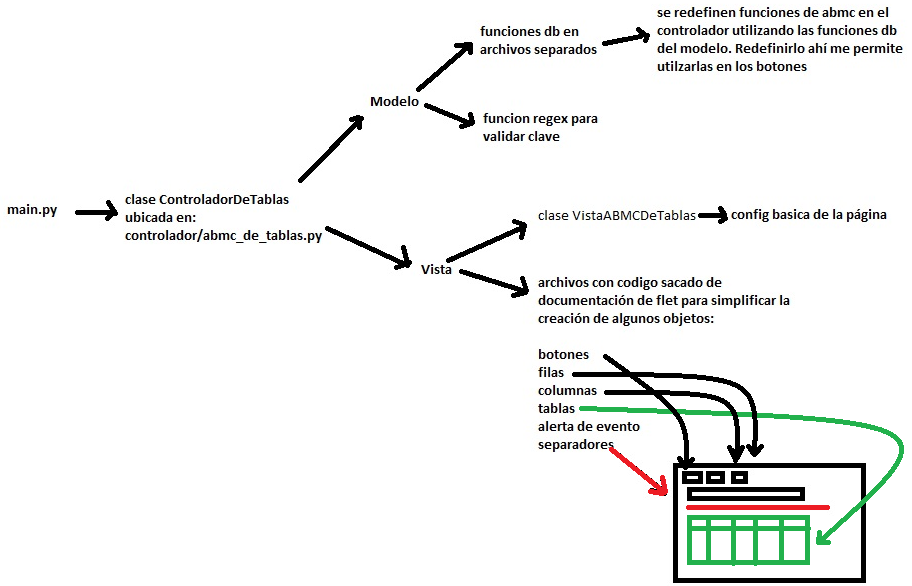 main.py
clase ControladorDeTablas
ubicada en:
controlador/abmc_de_tablas.py
Modelo
funciones db en
archivos separados
se redefinen funciones de abmc en el
controlador utilizando las funciones db
del modelo. Redefinirlo ahí me permite
utilzarlas en los botones
funcion regex para
validar clave
Vista
clase VistaABMCDeTablas
config basica de la página
archivos con codigo sacado de
documentación de flet para simplificar la
creación de algunos objetos:
botones
filas
columnas
tablas
alerta de evento
separadores